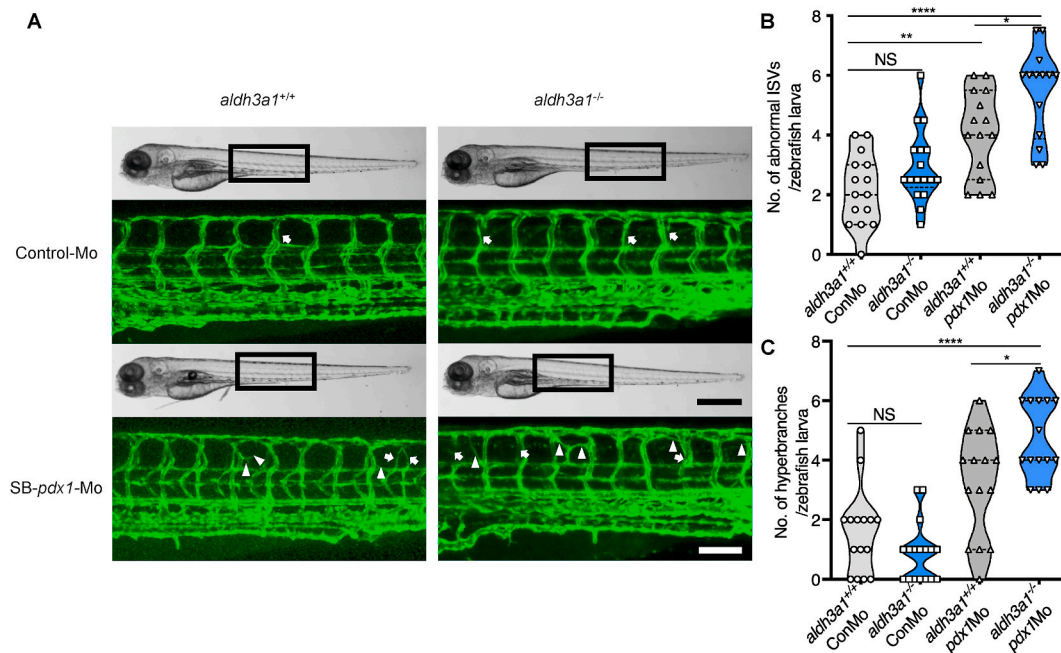 A
aldh3a1+/+
aldh3a1-/-
Control-Mo
SB-pdx1-Mo
B
No. of abnormal ISVs
/zebrafish larva
8
6
4
2
0
****
*
**
NS
aldh3a1+/+
ConMo
aldh3a1-/-
ConMo
aldh3a1+/+
pdx1Mo
aldh3a1-/-
pdx1Mo
C
No. of hyperbranches
/zebrafish larva
8
6
4
2
0
****
*
NS
aldh3a1+/+
ConMo
aldh3a1-/-
ConMo
aldh3a1+/+
pdx1Mo
aldh3a1-/-
pdx1Mo